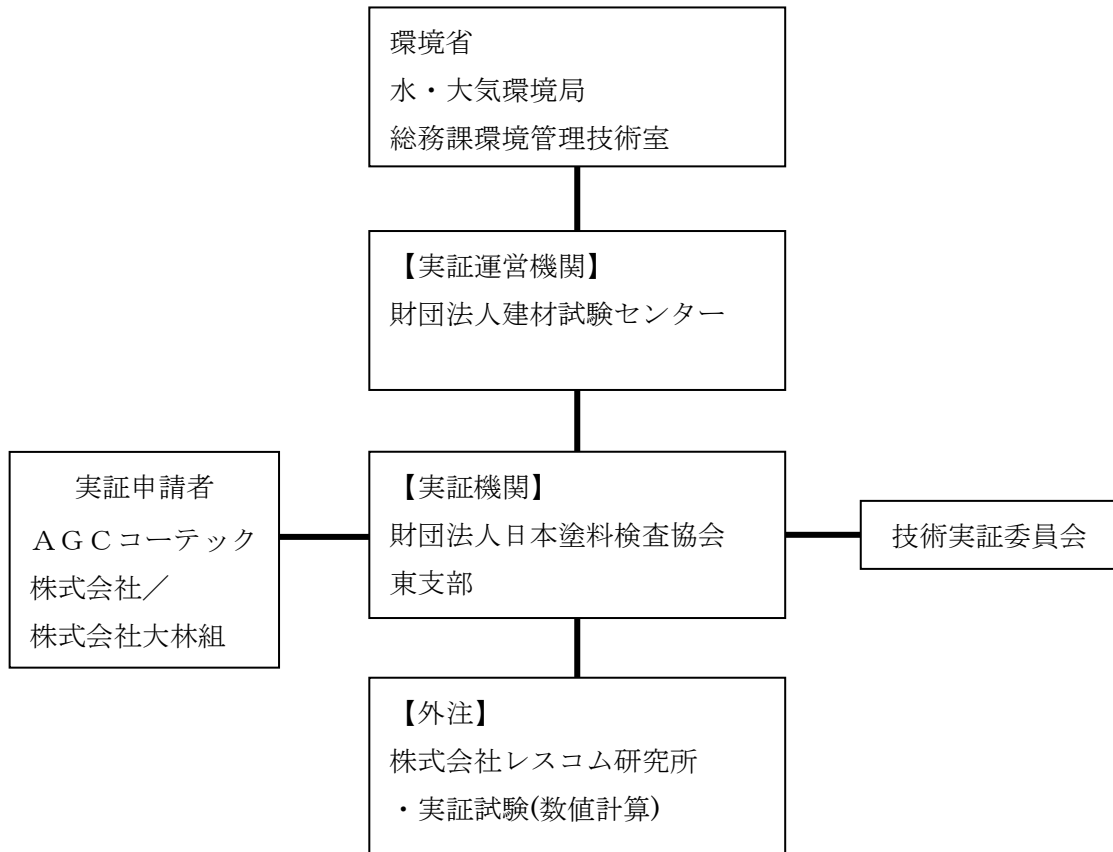 環境省
水・大気環境局
総務課環境管理技術室
【実証運営機関】
財団法人建材試験センター
実証申請者
ＡＧＣコーテック
株式会社／
株式会社大林組
【実証機関】
財団法人日本塗料検査協会
東支部
技術実証委員会
【外注】
株式会社レスコム研究所
・実証試験(数値計算)